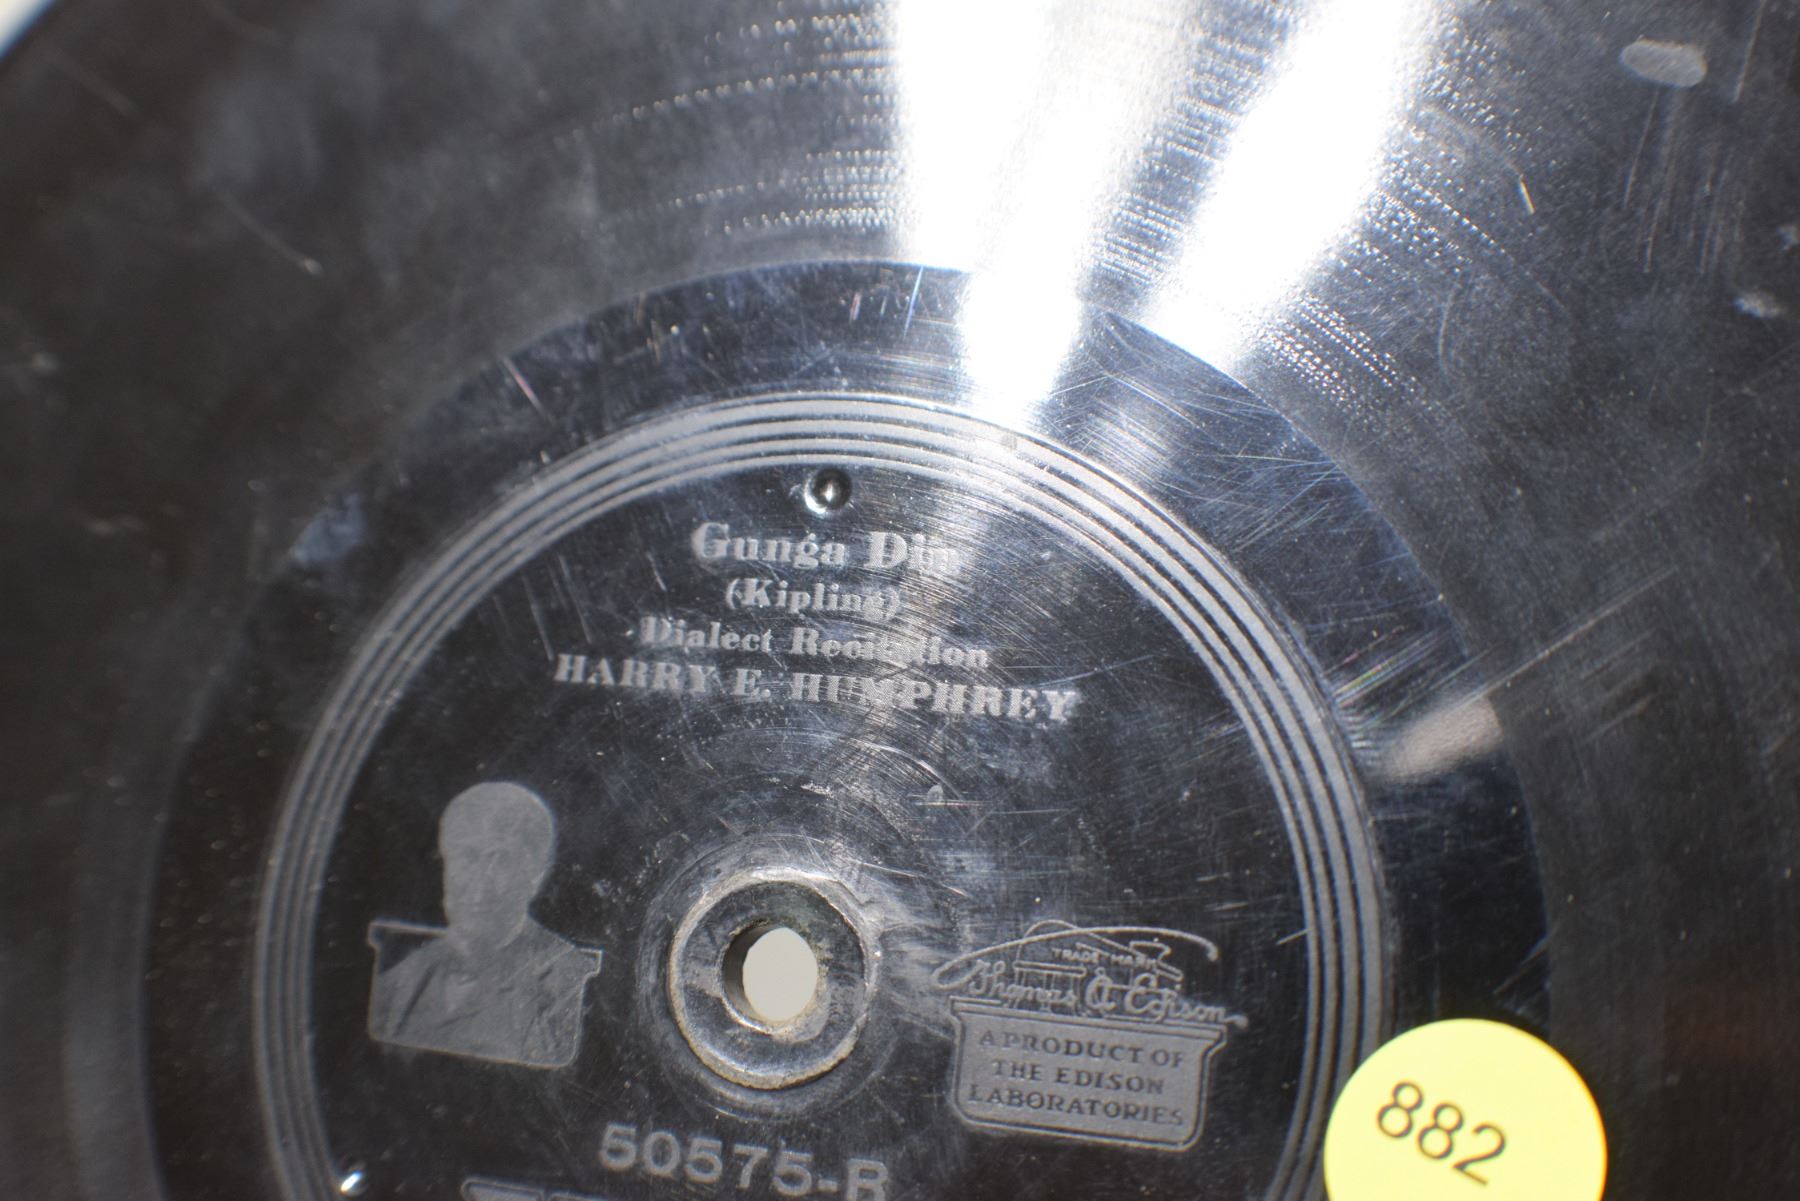 Gunga Din
(Kipling)
Dialect Recitation
HARRY E. HUMPHREY
TRADE MARK
Thomas A Edison
A PRODUCT OF
THE EDISON
LABORATORIES
50575-R
882